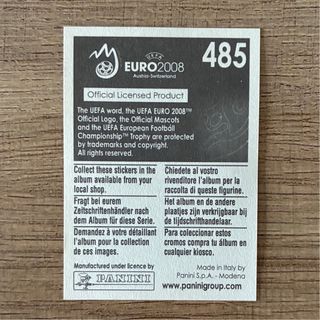 UEFA
EURO2008™
Austria-Switzerland
485
Official Licensed Product
The UEFA word, the UEFA EURO 2008™
Official Logo, the Official Mascots
and the UEFA European Football
Championship™ Trophy are protected
by trademarks and copyright.
All rights reserved.
Collect these stickers in the
album available from your
local shop.
Fragt bei eurem
Zeitschriftenhändler nach
dem Album für diese Serie.
Demandez à votre détaillant
l'album pour la collection
de ces images.
Chiedete al vostro
rivenditore l'album per la
raccolta di queste figurine.
Het album en de andere
plaatjes zijn verkrijgbaar bij
de tijdschrifthandelaar.
Para coleccionar estos
cromos compra tu álbum en
cualquier kiosco.
Manufactured under licence by
PANINI
Made in Italy by
Panini S.p.A. - Modena
www.paninigroup.com